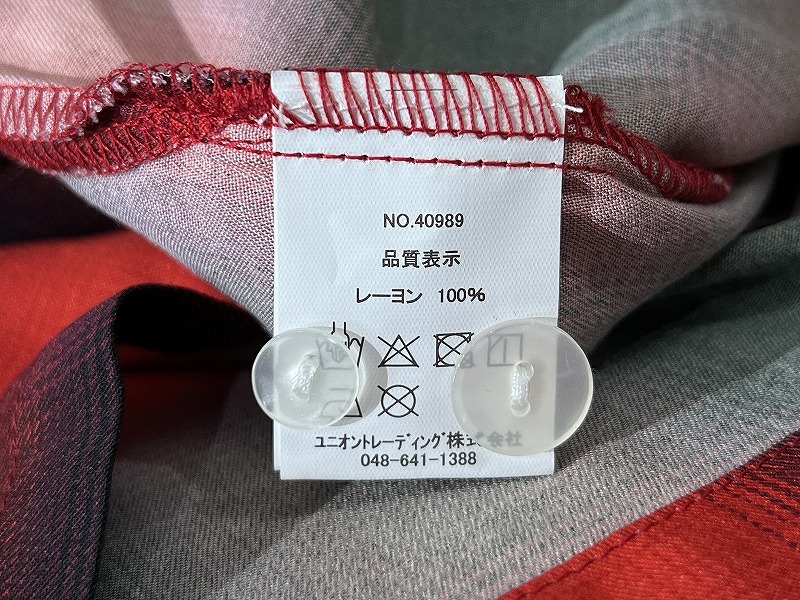 NO.40989
品質表示
レーヨン 100%
ユニオントレーディング株式会社
048-641-1388